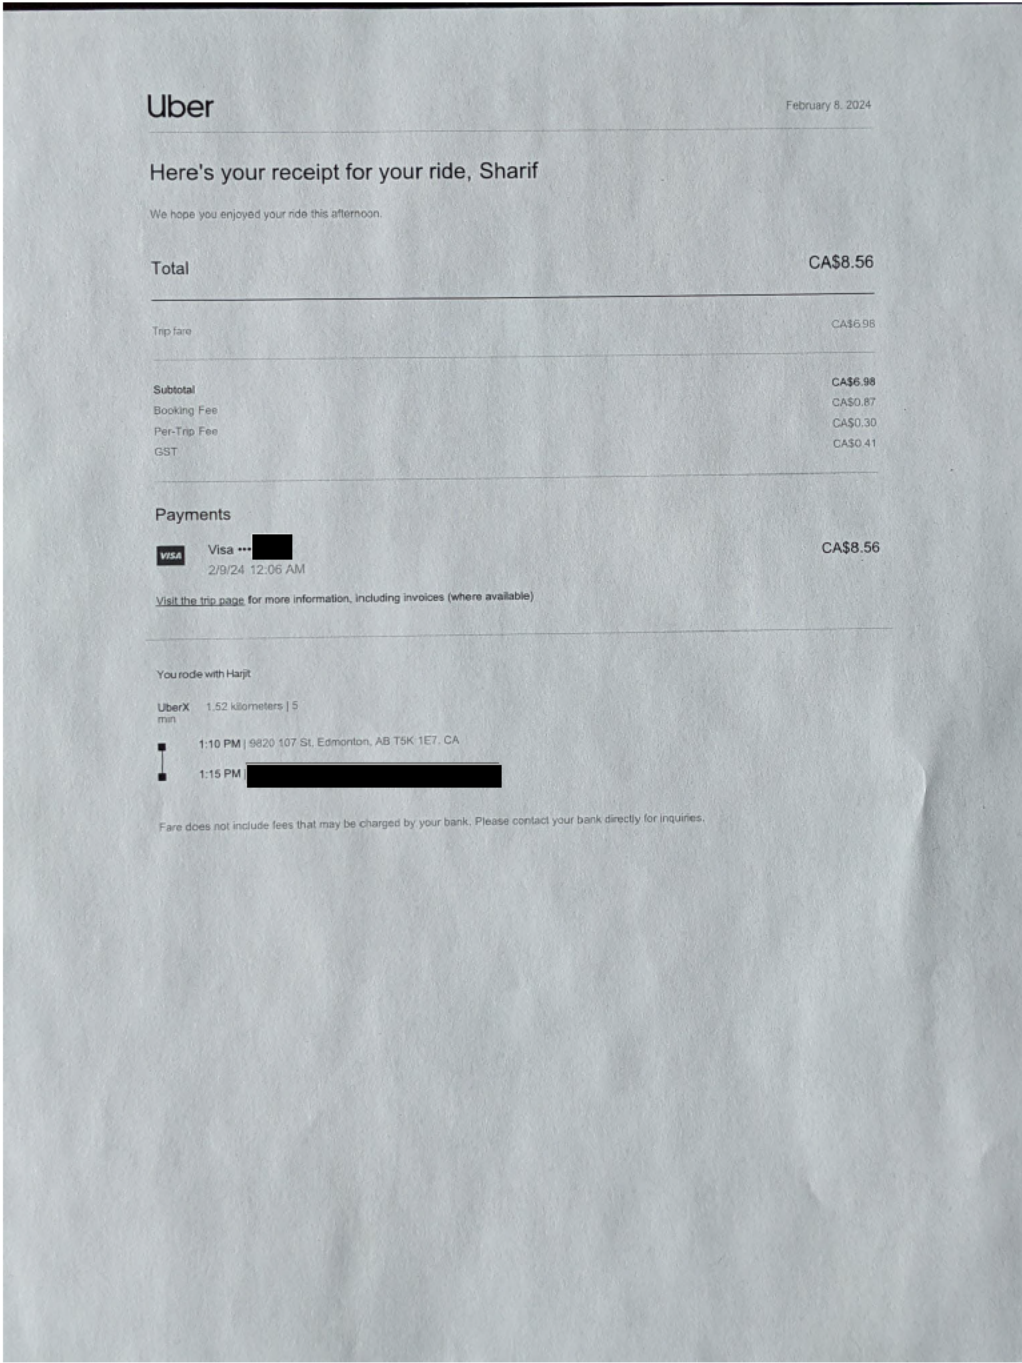 Uber
February 8, 2024
Here's your receipt for your ride, Sharif
We hope you enjoyed your ride this afternoon.
Total CA$8.56
Trip fare CA$6.98
Subtotal CA$6.98
Booking Fee CA$0.87
Per-Trip Fee CA$0.30
GST CA$0.41
Payments
VISA Visa •••• CA$8.56
2/9/24 12:06 AM
Visit the trip page for more information, including invoices (where available)
You rode with Harjit
UberX 1.52 kilometers | 5
min
1:10 PM | 9820 107 St, Edmonton, AB T5K 1E7, CA
1:15 PM |
Fare does not include fees that may be charged by your bank. Please contact your bank directly for inquiries.